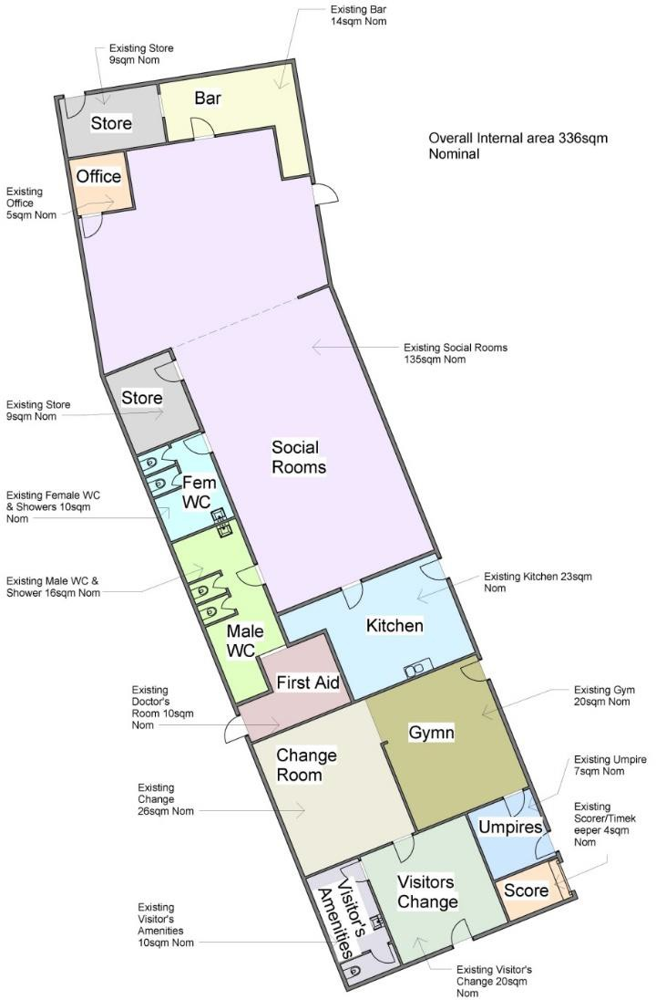 Existing Bar
14sqm Nom
Existing Store
9sqm Nom
Bar
Store
Overall Internal area 336sqm
Nominal
Office
Existing
Office
5sqm Nom
Existing Social Rooms
135sqm Nom
Store
Existing Store
9sqm Nom
Social
Rooms
Fem
WC
Existing Female WC
& Showers 10sqm
Nom
Existing Male WC &
Shower 16sqm Nom
Existing Kitchen 23sqm
Nom
Kitchen
Male
WC
First Aid
Existing
Doctor's
Room 10sqm
Nom
Existing Gym
20sqm Nom
Gymn
Change
Room
Existing Umpire
7sqm Nom
Existing
Change
26sqm Nom
Existing
Scorer/Timek
eeper 4sqm
Nom
Umpires
Visitors
Change
Score
Visitor's
Amenities
Existing
Visitor's
Amenities
10sqm Nom
Existing Visitor's
Change 20sqm
Nom